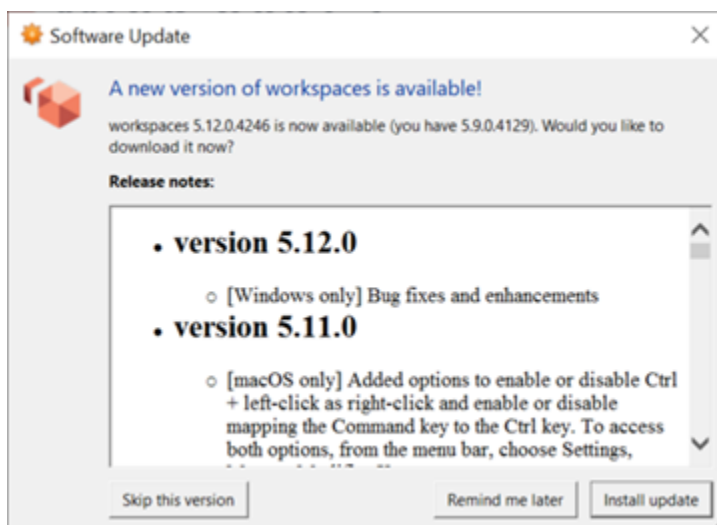 Software Update
A new version of workspaces is available!
workspaces 5.12.0.4246 is now available (you have 5.9.0.4129). Would you like to
download it now?
Release notes:
• version 5.12.0
○ [Windows only] Bug fixes and enhancements
• version 5.11.0
○ [macOS only] Added options to enable or disable Ctrl
+ left-click as right-click and enable or disable
mapping the Command key to the Ctrl key. To access
both options, from the menu bar, choose Settings,
Skip this version
Remind me later
Install update